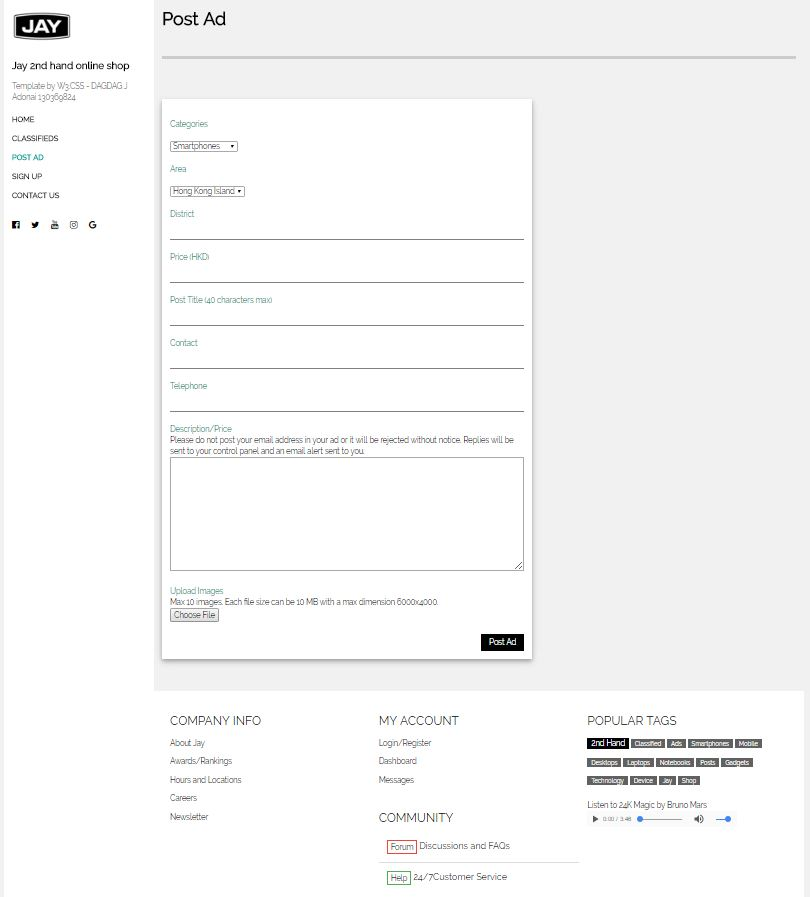 JAY
Jay 2nd hand online shop
Template by W3.CSS - DAGDAG J
Adonai 130369824
HOME
CLASSIFIEDS
POST AD
SIGN UP
CONTACT US
Post Ad
Categories
Smartphones
Area
Hong Kong Island
District
Price (HKD)
Post Title (40 characters max)
Contact
Telephone
Description/Price
Please do not post your email address in your ad or it will be rejected without notice. Replies will be
sent to your control panel and an email alert sent to you.
Upload Images
Max 10 images. Each file size can be 10 MB with a max dimension 6000x4000.
Choose File
Post Ad
COMPANY INFO
About Jay
Awards/Rankings
Hours and Locations
Careers
Newsletter
MY ACCOUNT
Login/Register
Dashboard
Messages
COMMUNITY
Forum Discussions and FAQs
Help 24/7Customer Service
POPULAR TAGS
2nd Hand Classified Ads Smartphones Mobile
Desktops Laptops Notebooks Posts Gadgets
Technology Device Jay Shop
Listen to 24K Magic by Bruno Mars
0:00 / 3:46